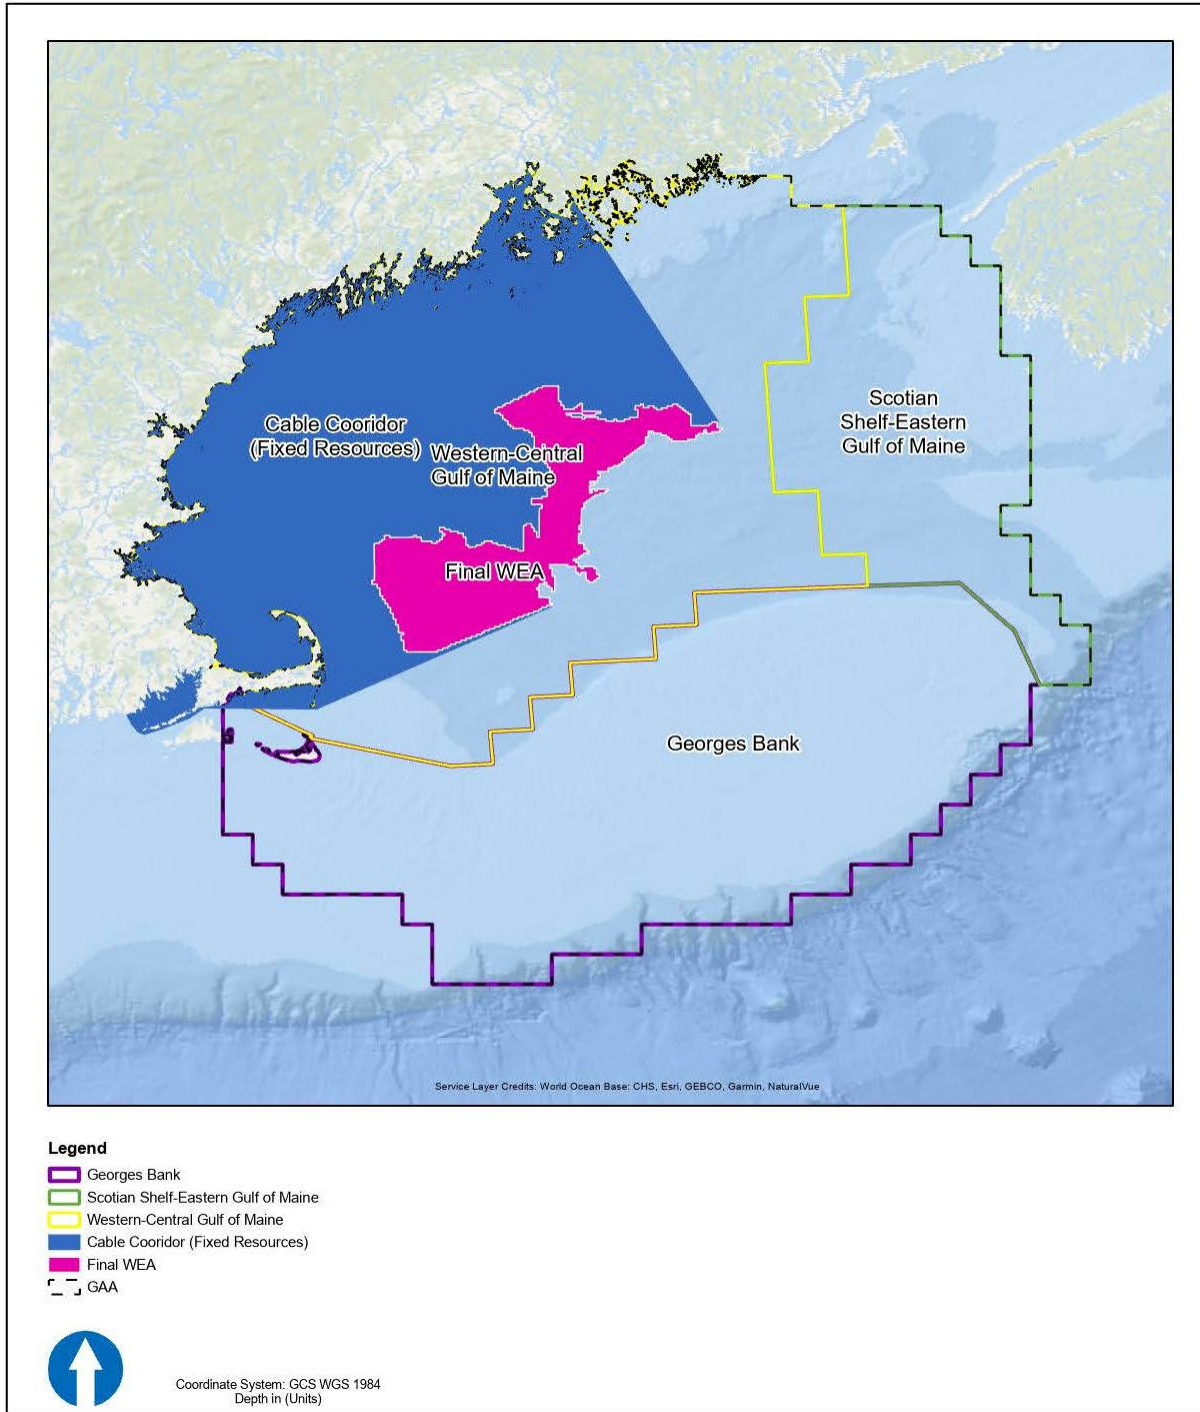 Scotian
Shelf-Eastern
Gulf of Maine
Cable Cooridor
(Fixed Resources)
Western-Central
Gulf of Maine
Final WEA
Georges Bank
Service Layer Credits: World Ocean Base: CHS, Esri, GEBCO, Garmin, NaturalVue
Legend
Georges Bank
Scotian Shelf-Eastern Gulf of Maine
Western-Central Gulf of Maine
Cable Cooridor (Fixed Resources)
Final WEA
GAA
Coordinate System: GCS WGS 1984
Depth in (Units)